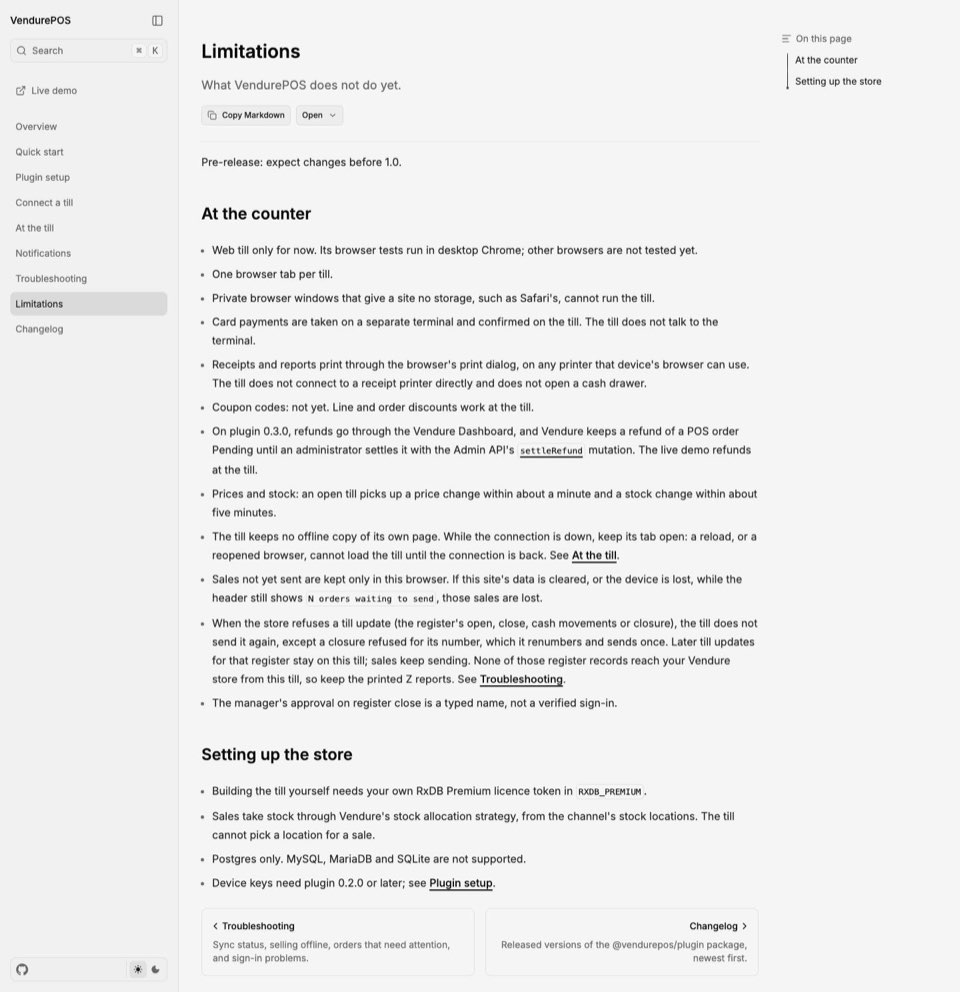 VendurePOS
Search
⌘ K
Live demo
Overview
Quick start
Plugin setup
Connect a till
At the till
Notifications
Troubleshooting
Limitations
Changelog
Limitations
What VendurePOS does not do yet.
Copy Markdown
Open
Pre-release: expect changes before 1.0.
At the counter
• Web till only for now. Its browser tests run in desktop Chrome; other browsers are not tested yet.
• One browser tab per till.
• Private browser windows that give a site no storage, such as Safari's, cannot run the till.
• Card payments are taken on a separate terminal and confirmed on the till. The till does not talk to the
terminal.
• Receipts and reports print through the browser's print dialog, on any printer that device's browser can use.
The till does not connect to a receipt printer directly and does not open a cash drawer.
• Coupon codes: not yet. Line and order discounts work at the till.
• On plugin 0.3.0, refunds go through the Vendure Dashboard, and Vendure keeps a refund of a POS order
Pending until an administrator settles it with the Admin API's settleRefund mutation. The live demo refunds
at the till.
• Prices and stock: an open till picks up a price change within about a minute and a stock change within about
five minutes.
• The till keeps no offline copy of its own page. While the connection is down, keep its tab open: a reload, or a
reopened browser, cannot load the till until the connection is back. See At the till.
• Sales not yet sent are kept only in this browser. If this site's data is cleared, or the device is lost, while the
header still shows N orders waiting to send, those sales are lost.
• When the store refuses a till update (the register's open, close, cash movements or closure), the till does not
send it again, except a closure refused for its number, which it renumbers and sends once. Later till updates
for that register stay on this till; sales keep sending. None of those register records reach your Vendure
store from this till, so keep the printed Z reports. See Troubleshooting.
• The manager's approval on register close is a typed name, not a verified sign-in.
Setting up the store
• Building the till yourself needs your own RxDB Premium licence token in RXDB_PREMIUM.
• Sales take stock through Vendure's stock allocation strategy, from the channel's stock locations. The till
cannot pick a location for a sale.
• Postgres only. MySQL, MariaDB and SQLite are not supported.
• Device keys need plugin 0.2.0 or later; see Plugin setup.
Troubleshooting
Sync status, selling offline, orders that need attention,
and sign-in problems.
Changelog
Released versions of the @vendurepos/plugin package,
newest first.
On this page
At the counter
Setting up the store